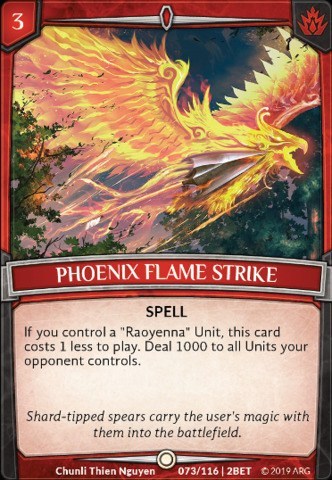 3
PHOENIX FLAME STRIKE
SPELL
If you control a "Raoyenna" Unit, this card
costs 1 less to play. Deal 1000 to all Units your
opponent controls.
Shard-tipped spears carry the user's magic with
them into the battlefield.
Chunli Thien Nguyen 073/116 | 2BET © 2019 ARG